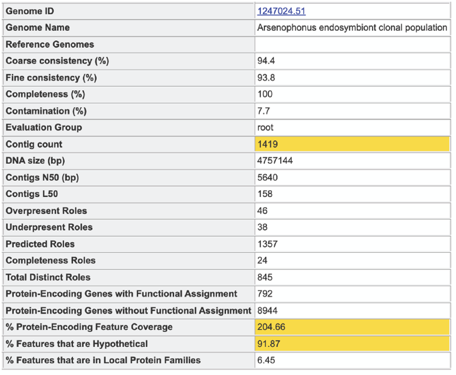 Genome ID 1247024.51
Genome Name Arsenophonus endosymbiont clonal population
Reference Genomes
Coarse consistency (%) 94.4
Fine consistency (%) 93.8
Completeness (%) 100
Contamination (%) 7.7
Evaluation Group root
Contig count 1419
DNA size (bp) 4757144
Contigs N50 (bp) 5640
Contigs L50 158
Overpresent Roles 46
Underpresent Roles 38
Predicted Roles 1357
Completeness Roles 24
Total Distinct Roles 845
Protein-Encoding Genes with Functional Assignment 792
Protein-Encoding Genes without Functional Assignment 8944
% Protein-Encoding Feature Coverage 204.66
% Features that are Hypothetical 91.87
% Features that are in Local Protein Families 6.45